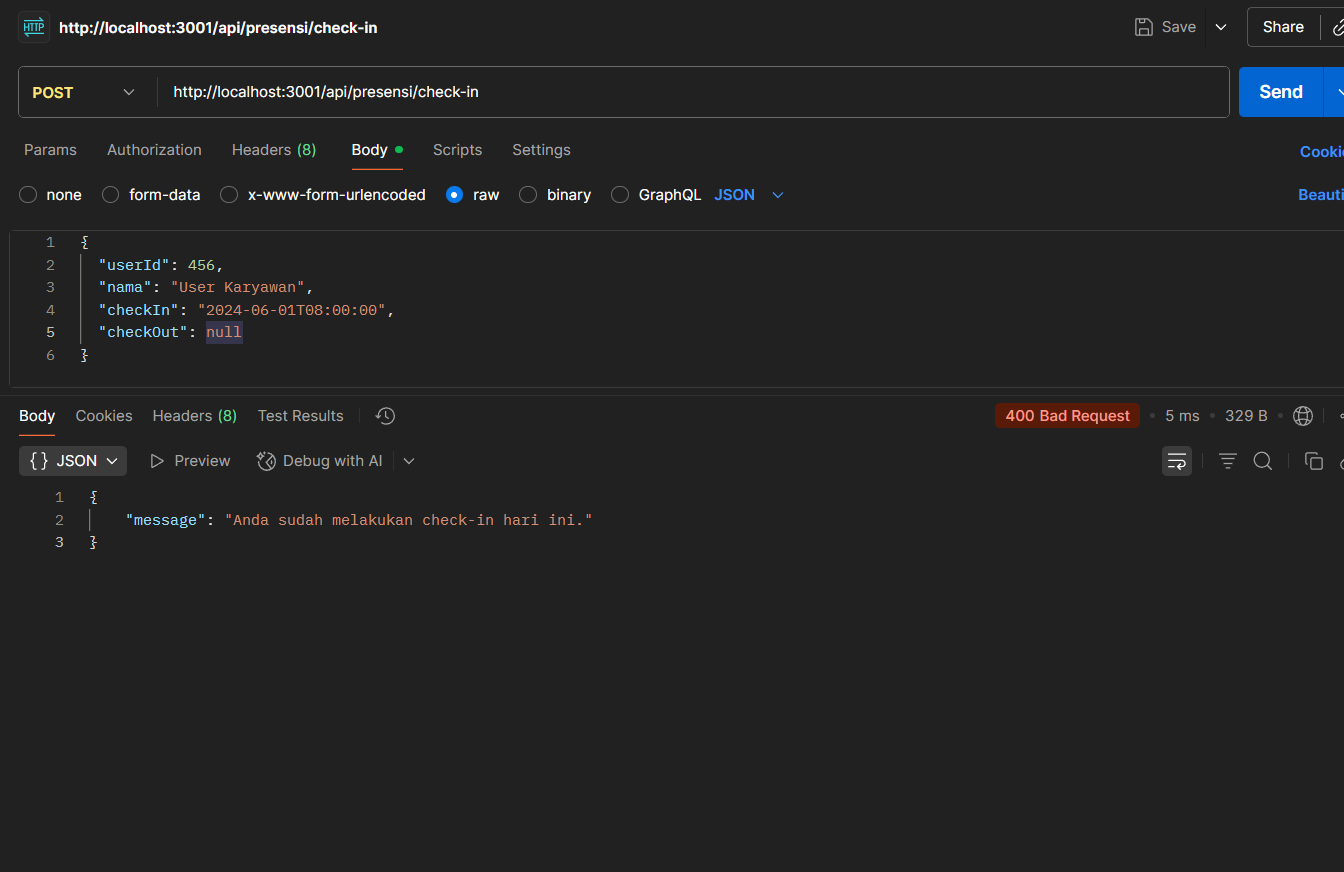 HTTP http://localhost:3001/api/presensi/check-in Save Share
POST http://localhost:3001/api/presensi/check-in Send
Params Authorization Headers (8) Body Scripts Settings Cookie
none form-data x-www-form-urlencoded raw binary GraphQL JSON Beauti
1 {
2 "userId": 456,
3 "nama": "User Karyawan",
4 "checkIn": "2024-06-01T08:00:00",
5 "checkOut": null
6 }
Body Cookies Headers (8) Test Results 400 Bad Request • 5 ms • 329 B •
{} JSON Preview Debug with AI
1 {
2 "message": "Anda sudah melakukan check-in hari ini."
3 }